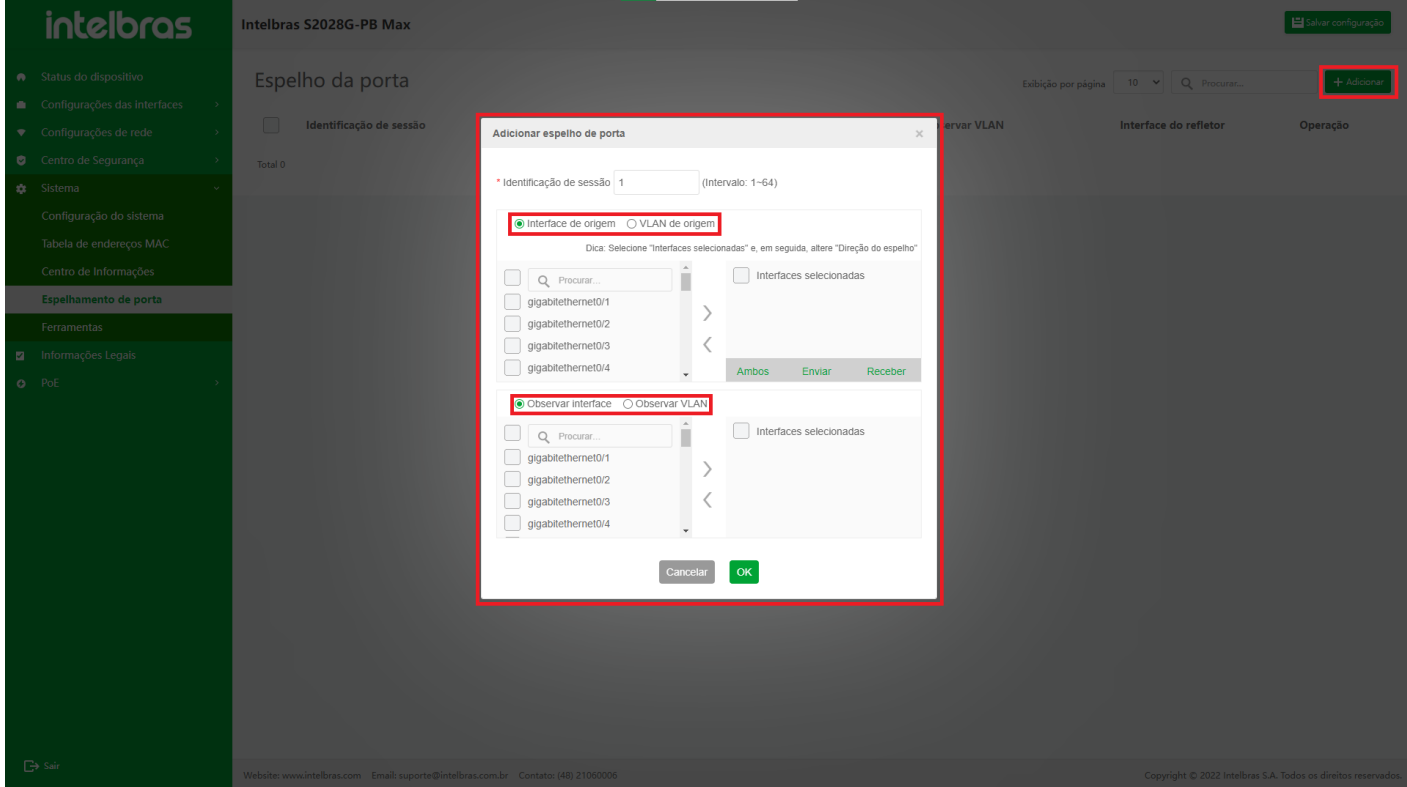 intelbras
Intelbras S2028G-PB Max
Salvar configuração
Status do dispositivo
Configurações das Interfaces
Configurações de rede
Centro de Segurança
Sistema
Configuração do sistema
Tabela de endereços MAC
Centro de Informações
Espelhamento de porta
Ferramentas
Informações Legais
PoE
Sair
Espelho da porta
Exibição por página 10 Procurar... + Adicionar
Identificação de sessão ervar VLAN Interface do refletor Operação
Total 0
Adicionar espelho de porta ×
* Identificação de sessão 1 (Intervalo: 1~64)
Interface de origem VLAN de origem
Dica: Selecione "Interfaces selecionadas" e, em seguida, altere "Direção do espelho"
Procurar...
gigabitethernet0/1
gigabitethernet0/2
gigabitethernet0/3
gigabitethernet0/4
Interfaces selecionadas
Ambos Enviar Receber
Observar interface Observar VLAN
Procurar...
gigabitethernet0/1
gigabitethernet0/2
gigabitethernet0/3
gigabitethernet0/4
Interfaces selecionadas
Cancelar OK
Website: www.intelbras.com Email: suporte@intelbras.com.br Contato: (48) 21060006
Copyright © 2022 Intelbras S.A. Todos os direitos reservados.